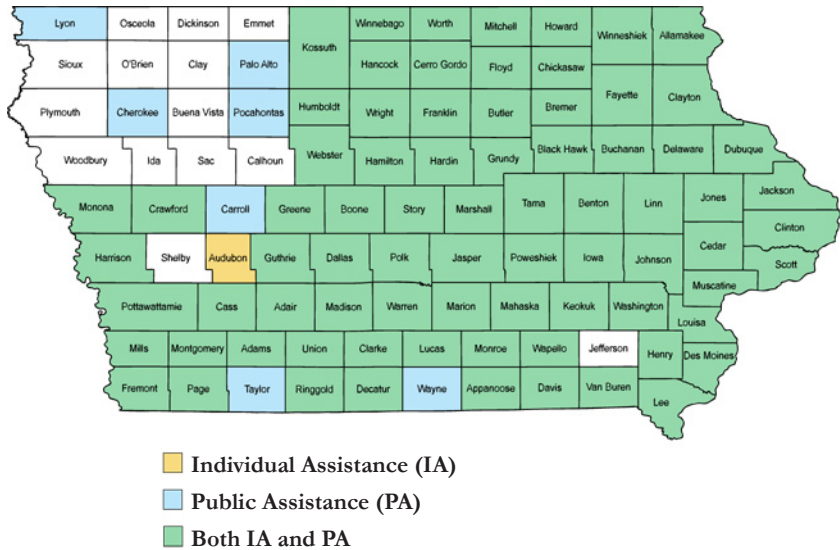 Lyon Osceola Dickinson Emmet Winnebago Worth Mitchell Howard Winneshiek Allamakee
Kossuth
Sioux O'Brien Clay Palo Alto Hancock Cerro Gordo Floyd Chickasaw
Fayette Clayton
Plymouth Cherokee Buena Vista Pocahontas Humboldt Wright Franklin Butler Bremer
Woodbury Ida Sac Calhoun Webster Hamilton Hardin Grundy Black Hawk Buchanan Delaware Dubuque
Monona Crawford Carroll Greene Boone Story Marshall Tama Benton Linn Jones Jackson
Clinton
Harrison Shelby Audubon Guthrie Dallas Polk Jasper Poweshiek Iowa Johnson Cedar Scott
Muscatine
Pottawattamie Cass Adair Madison Warren Marion Mahaska Keokuk Washington Louisa
Mills Montgomery Adams Union Clarke Lucas Monroe Wapello Jefferson Henry Des Moines
Fremont Page Taylor Ringgold Decatur Wayne Appanoose Davis Van Buren Lee
Individual Assistance (IA)
Public Assistance (PA)
Both IA and PA